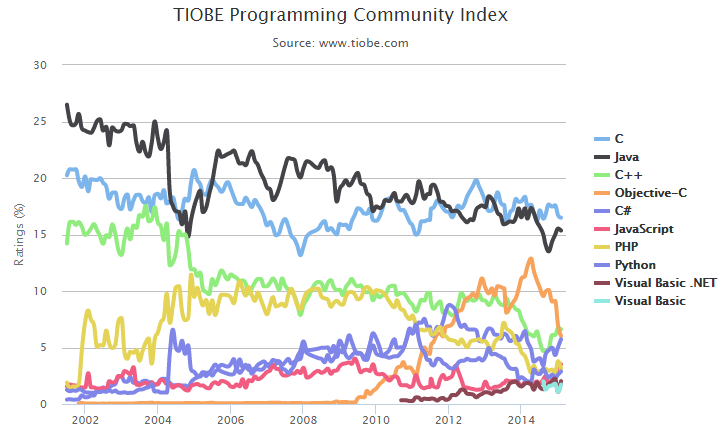 TIOBE Programming Community Index
Source: www.tiobe.com
Ratings (%)
30
25
20
15
10
5
0
2002 2004 2006 2008 2010 2012 2014
C
Java
C++
Objective-C
C#
JavaScript
PHP
Python
Visual Basic .NET
Visual Basic